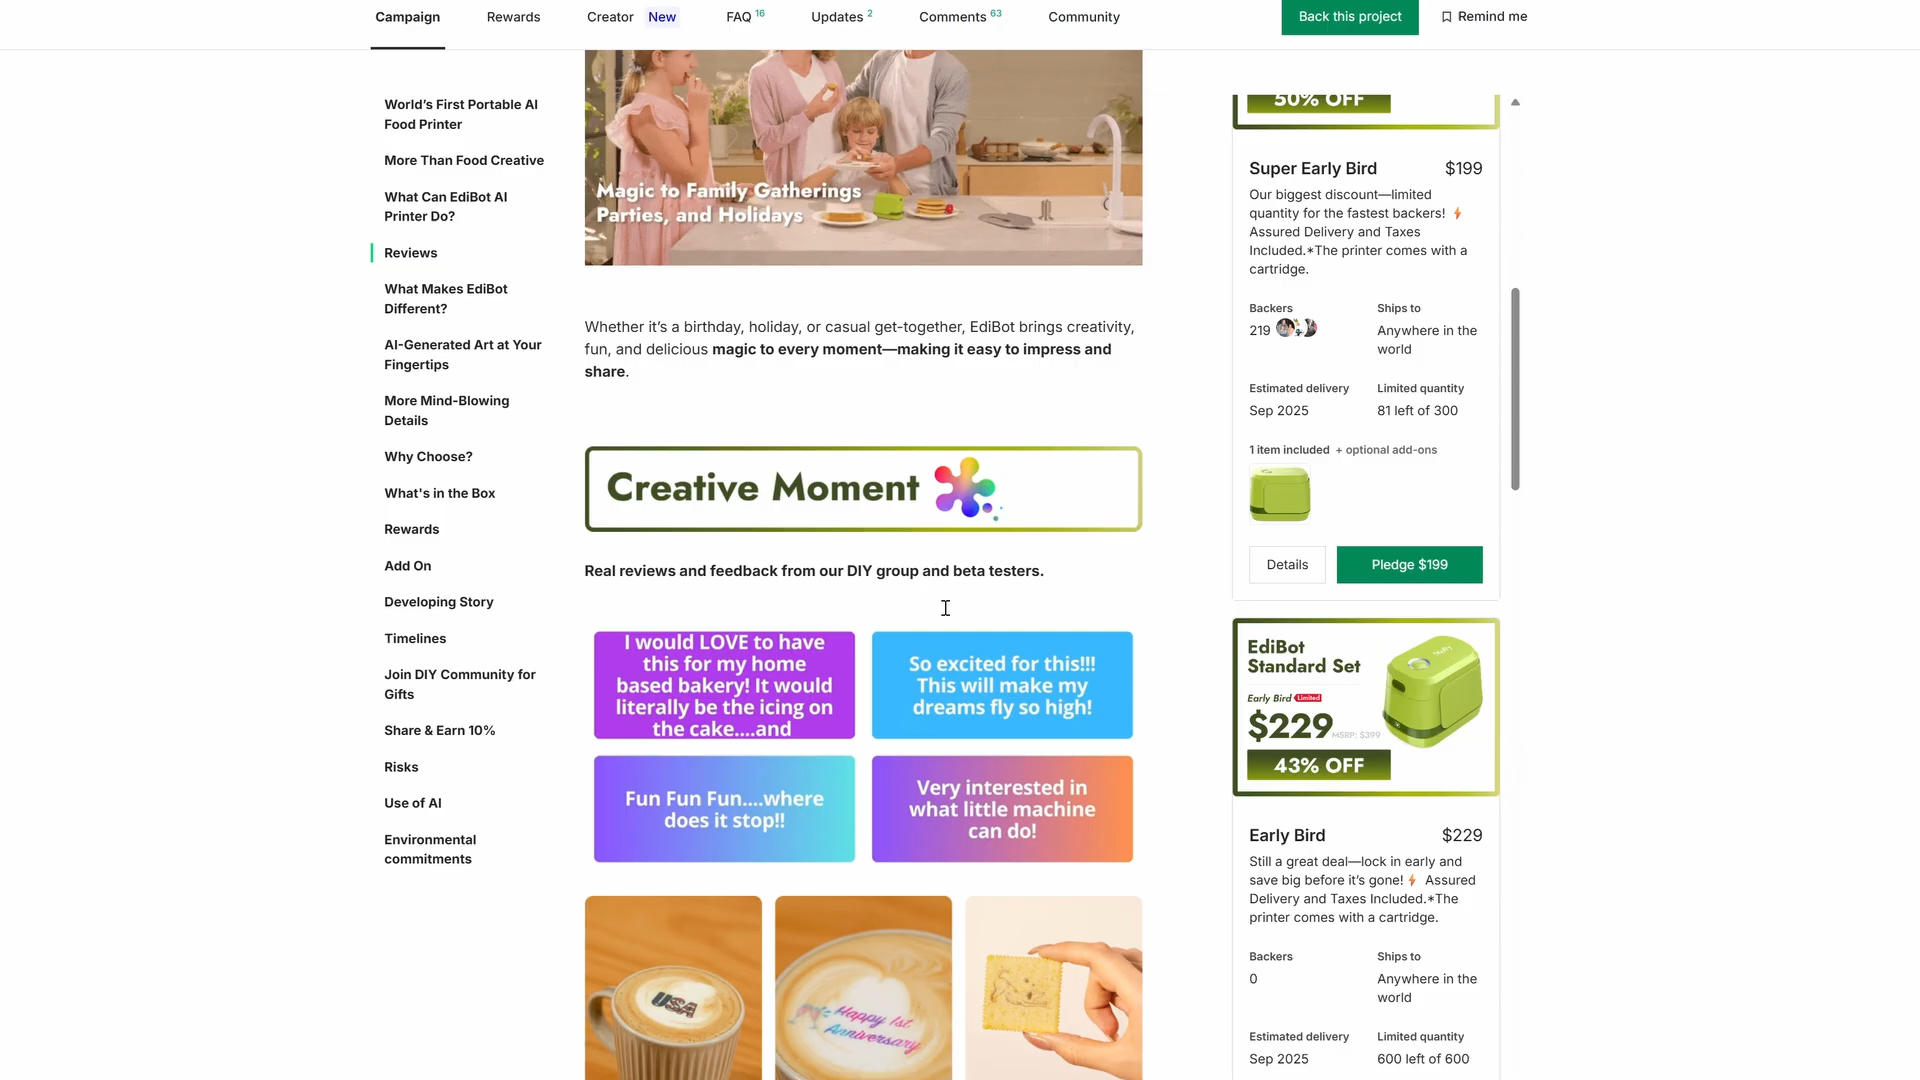 Campaign
Rewards
Creator New
FAQ 16
Updates 2
Comments 63
Community
Back this project
Remind me
World's First Portable AI
Food Printer
More Than Food Creative
What Can EdiBot AI
Printer Do?
Reviews
What Makes EdiBot
Different?
AI-Generated Art at Your
Fingertips
More Mind-Blowing
Details
Why Choose?
What's in the Box
Rewards
Add On
Developing Story
Timelines
Join DIY Community for
Gifts
Share & Earn 10%
Risks
Use of AI
Environmental
commitments
Magic to Family Gatherings
Parties, and Holidays
Whether it's a birthday, holiday, or casual get-together, EdiBot brings creativity,
fun, and delicious magic to every moment—making it easy to impress and
share.
Creative Moment
Real reviews and feedback from our DIY group and beta testers.
I would LOVE to have
this for my home
based bakery! It would
literally be the icing on
the cake....and
So excited for this!!!
This will make my
dreams fly so high!
Fun Fun Fun....where
does it stop!!
Very interested in
what little machine
can do!
USA
Happy 1st
Anniversary
50% OFF
Super Early Bird $199
Our biggest discount—limited
quantity for the fastest backers! ⚡
Assured Delivery and Taxes
Included.*The printer comes with a
cartridge.
Backers
219
Ships to
Anywhere in the
world
Estimated delivery
Sep 2025
Limited quantity
81 left of 300
1 item included + optional add-ons
Details
Pledge $199
EdiBot
Standard Set
Early Bird Limited
$229 MSRP: $399
43% OFF
Early Bird $229
Still a great deal—lock in early and
save big before it's gone!⚡ Assured
Delivery and Taxes Included.*The
printer comes with a cartridge.
Backers
0
Ships to
Anywhere in the
world
Estimated delivery
Sep 2025
Limited quantity
600 left of 600